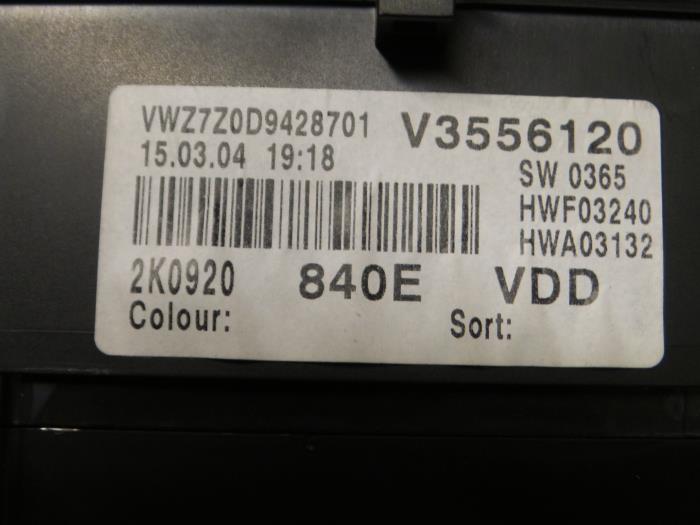 VWZ7Z0D9428701 V3556120
15.03.04 19:18 SW 0365
HWF03240
HWA03132
2K0920 840E VDD
Colour: Sort: